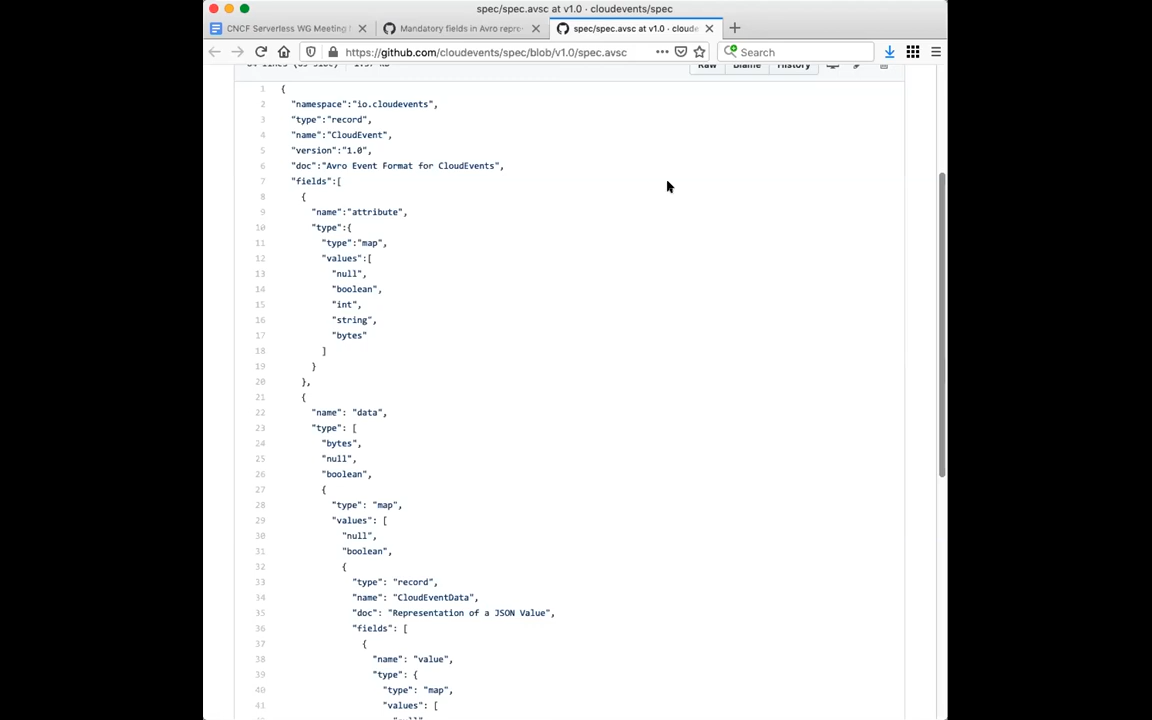 spec/spec.avsc at v1.0 · cloudevents/spec
CNCF Serverless WG Meeting
Mandatory fields in Avro repre
spec/spec.avsc at v1.0 · cloude
https://github.com/cloudevents/spec/blob/v1.0/spec.avsc
Search
Raw Blame History
1 {
2 "namespace":"io.cloudevents",
3 "type":"record",
4 "name":"CloudEvent",
5 "version":"1.0",
6 "doc":"Avro Event Format for CloudEvents",
7 "fields":[
8 {
9 "name":"attribute",
10 "type":{
11 "type":"map",
12 "values":[
13 "null",
14 "boolean",
15 "int",
16 "string",
17 "bytes"
18 ]
19 }
20 },
21 {
22 "name": "data",
23 "type": [
24 "bytes",
25 "null",
26 "boolean",
27 {
28 "type": "map",
29 "values": [
30 "null",
31 "boolean",
32 {
33 "type": "record",
34 "name": "CloudEventData",
35 "doc": "Representation of a JSON Value",
36 "fields": [
37 {
38 "name": "value",
39 "type": {
40 "type": "map",
41 "values": [